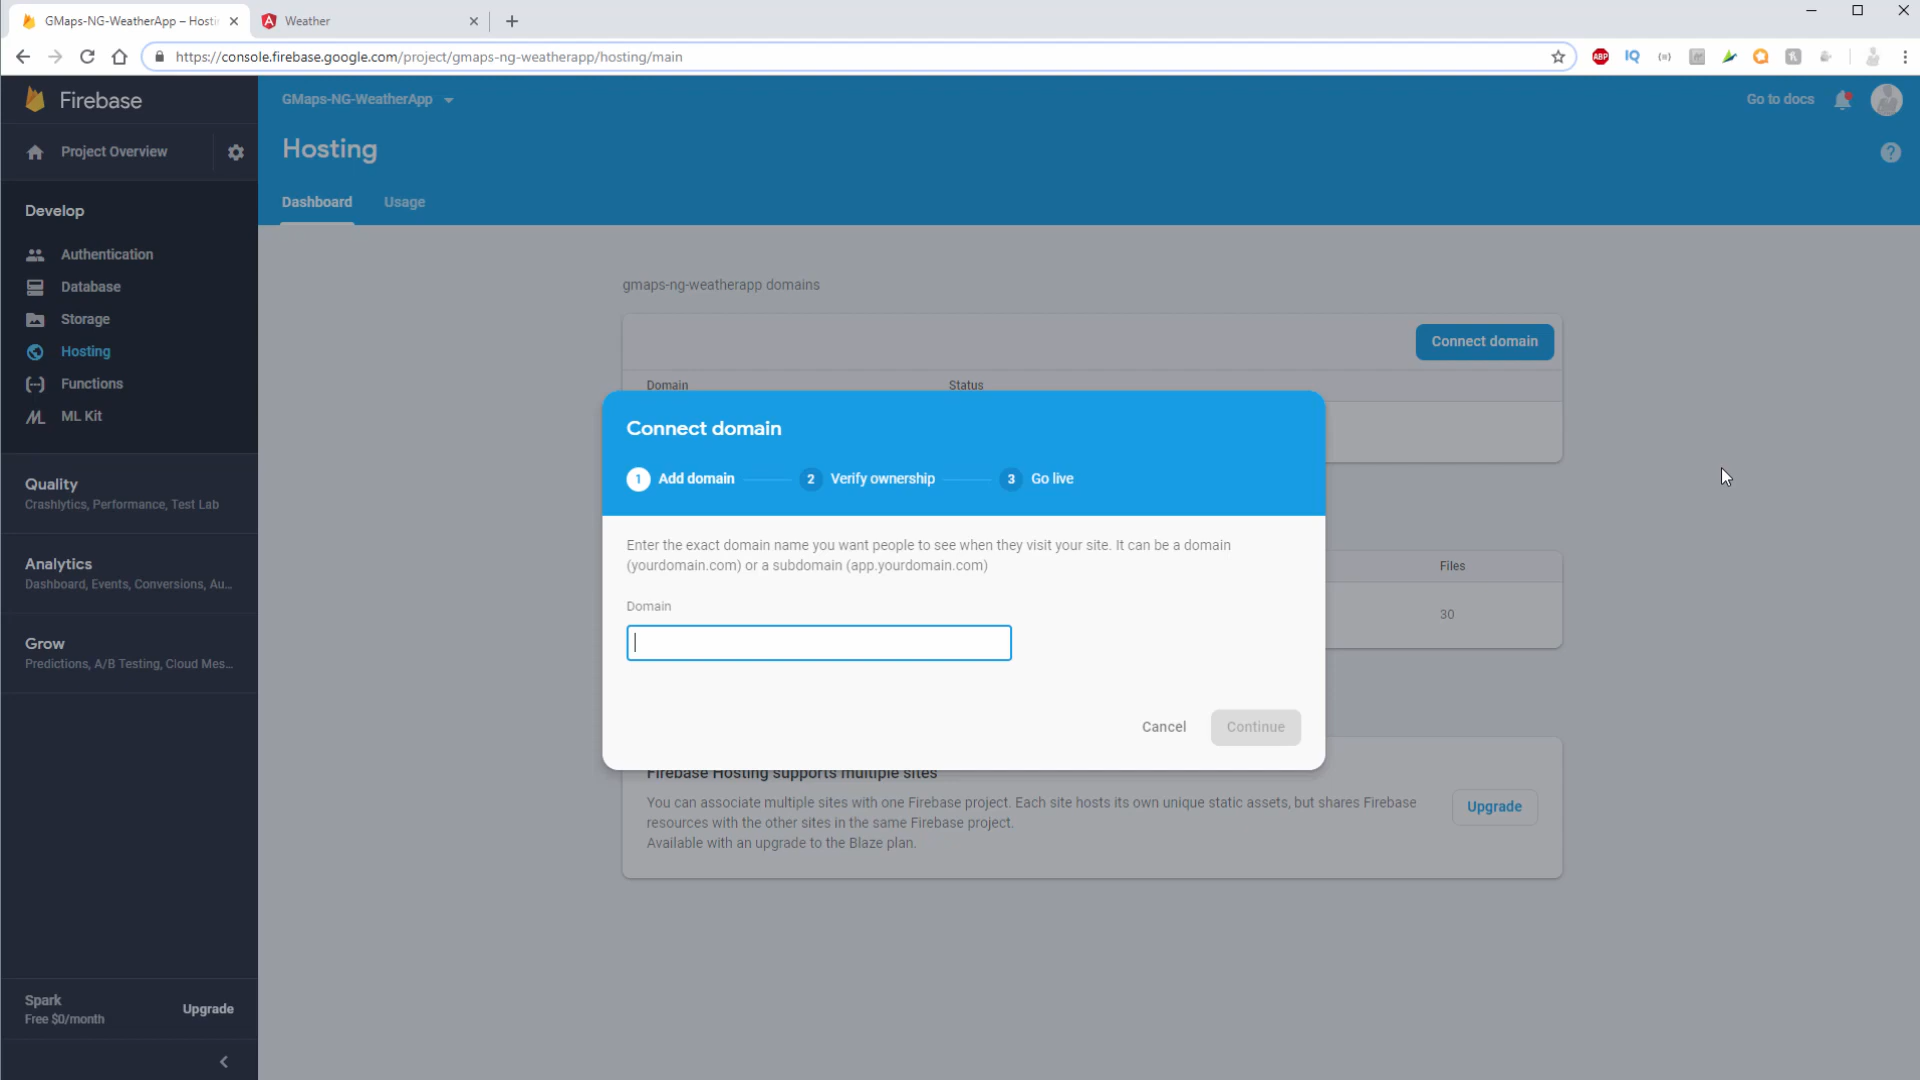 GMaps-NG-WeatherApp – Hosti
Weather
https://console.firebase.google.com/project/gmaps-ng-weatherapp/hosting/main
ABP
IQ
Firebase
GMaps-NG-WeatherApp
Go to docs
Project Overview
Hosting
?
Dashboard
Usage
Develop
Authentication
Database
Storage
Hosting
Functions
ML Kit
Quality
Crashlytics, Performance, Test Lab
Analytics
Dashboard, Events, Conversions, Au...
Grow
Predictions, A/B Testing, Cloud Mes...
Spark
Free $0/month
Upgrade
gmaps-ng-weatherapp domains
Connect domain
Domain
Status
Connect domain
1 Add domain
2 Verify ownership
3 Go live
Enter the exact domain name you want people to see when they visit your site. It can be a domain
(yourdomain.com) or a subdomain (app.yourdomain.com)
Domain
Cancel
Continue
Files
30
Firebase Hosting supports multiple sites
You can associate multiple sites with one Firebase project. Each site hosts its own unique static assets, but shares Firebase
resources with the other sites in the same Firebase project.
Available with an upgrade to the Blaze plan.
Upgrade